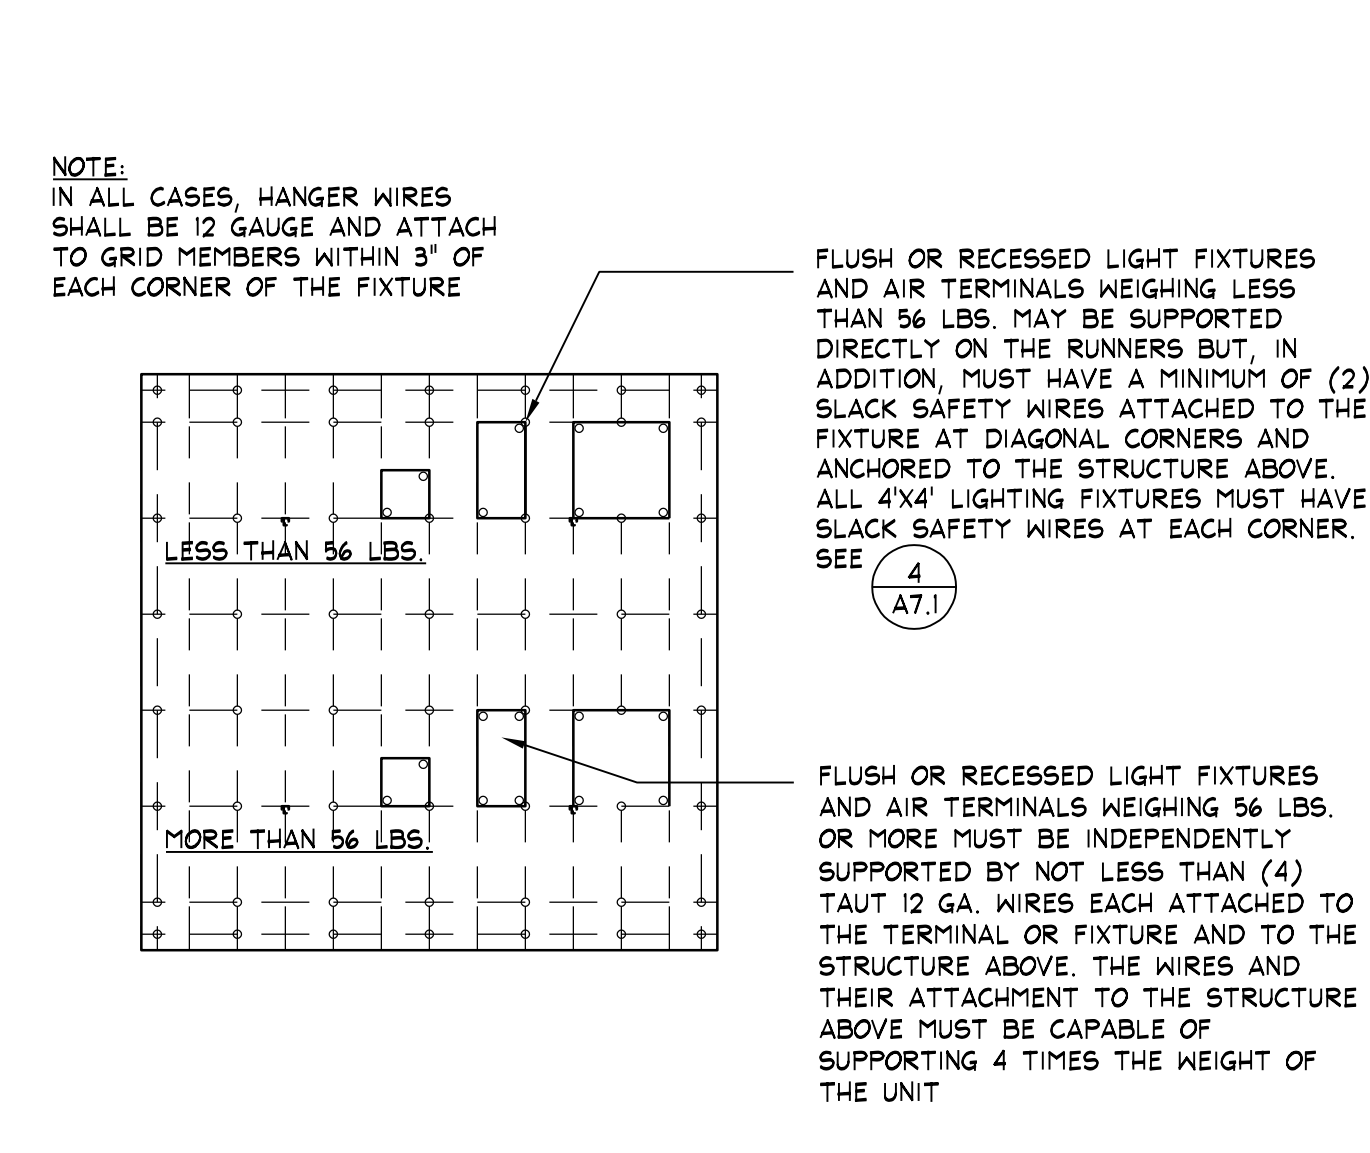 NOTE:
IN ALL CASES, HANGER WIRES
SHALL BE 12 GAUGE AND ATTACH
TO GRID MEMBERS WITHIN 3" OF
EACH CORNER OF THE FIXTURE
FLUSH OR RECESSED LIGHT FIXTURES
AND AIR TERMINALS WEIGHING LESS
THAN 56 LBS. MAY BE SUPPORTED
DIRECTLY ON THE RUNNERS BUT, IN
ADDITION, MUST HAVE A MINIMUM OF (2)
SLACK SAFETY WIRES ATTACHED TO THE
FIXTURE AT DIAGONAL CORNERS AND
ANCHORED TO THE STRUCTURE ABOVE.
ALL 4'X4' LIGHTING FIXTURES MUST HAVE
SLACK SAFETY WIRES AT EACH CORNER.
SEE
4
A7.1
LESS THAN 56 LBS.
MORE THAN 56 LBS.
FLUSH OR RECESSED LIGHT FIXTURES
AND AIR TERMINALS WEIGHING 56 LBS.
OR MORE MUST BE INDEPENDENTLY
SUPPORTED BY NOT LESS THAN (4)
TAUT 12 GA. WIRES EACH ATTACHED TO
THE TERMINAL OR FIXTURE AND TO THE
STRUCTURE ABOVE. THE WIRES AND
THEIR ATTACHMENT TO THE STRUCTURE
ABOVE MUST BE CAPABLE OF
SUPPORTING 4 TIMES THE WEIGHT OF
THE UNIT